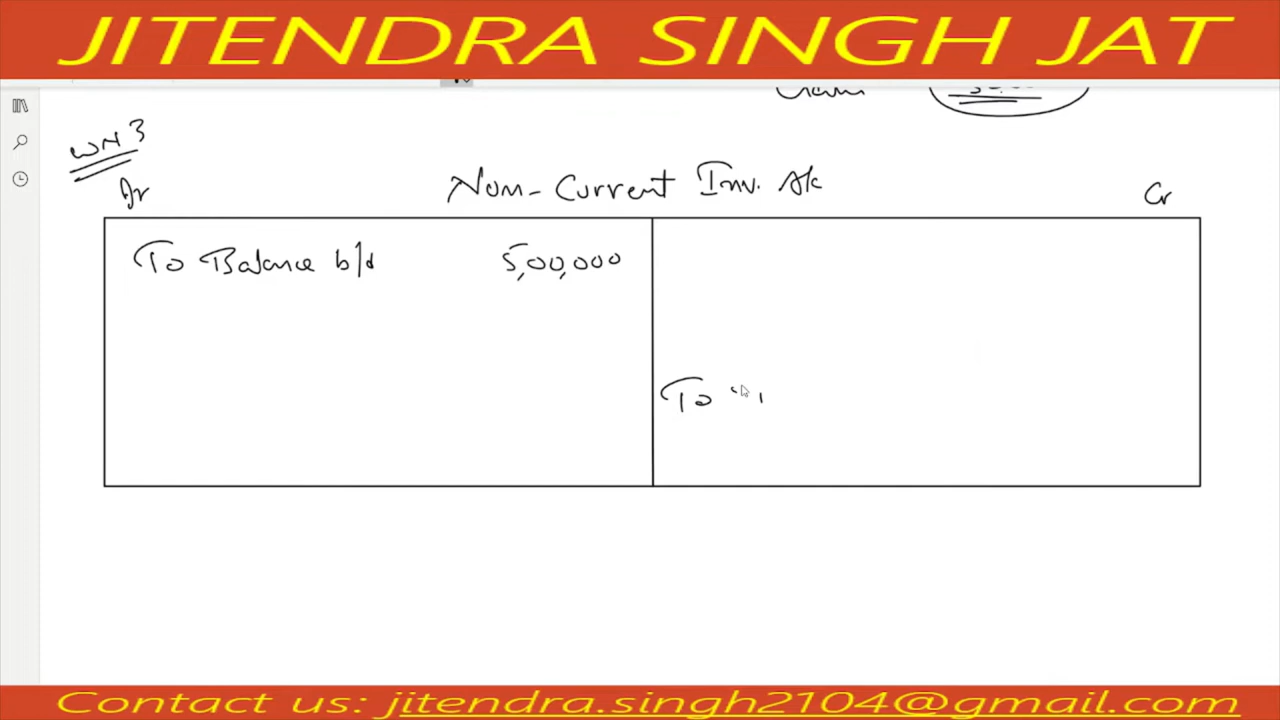 JITENDRA SINGH JAT
Claim
WN 3
Dr
Non-Current Inv. A/c
Cr
To Balance b/d 5,00,000
To
Contact us: jitendra.singh2104@gmail.com